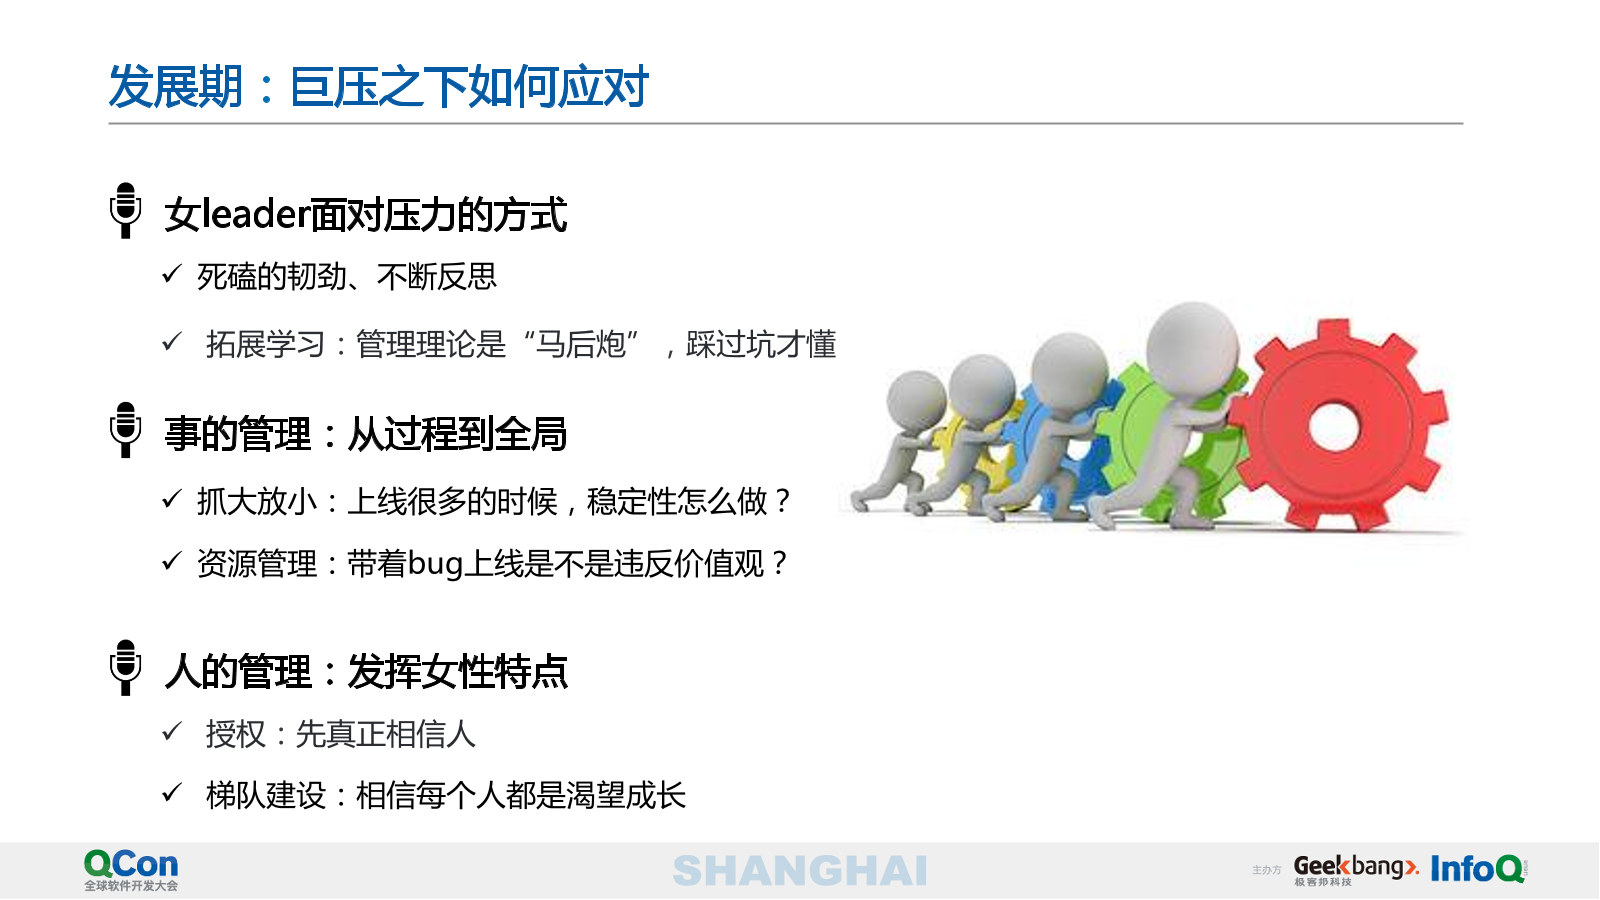 发展期：巨压之下如何应对
女leader面对压力的方式
死磕的韧劲、不断反思
拓展学习：管理理论是“马后炮”，踩过坑才懂
事的管理：从过程到全局
抓大放小：上线很多的时候，稳定性怎么做？
资源管理：带着bug上线是不是违反价值观？
人的管理：发挥女性特点
授权：先真正相信人
梯队建设：相信每个人都是渴望成长
QCon
全球软件开发大会
SHANGHAI
主办方
Geekbang
极客邦科技
InfoQ